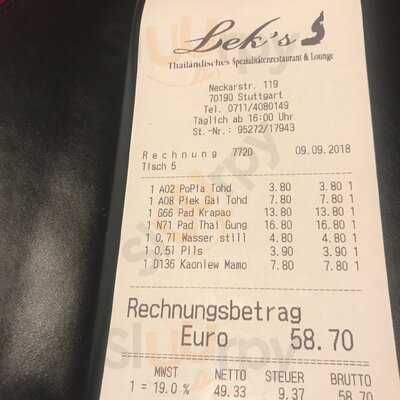 Lek's
Thailändisches Spezialitätenrestaurant & Lounge
Neckarstr. 119
70190 Stuttgart
Tel. 0711/4080149
Täglich ab 16:00 Uhr
St.-Nr.: 95272/17943
Rechnung 7720 09.09.2018
Tisch 5
1 A02 PoPia Tohd 3.80 3.80 1
1 A08 Piek Gai Tohd 7.80 7.80 1
1 G66 Pad Krapao 13.80 13.80 1
1 N71 Pad Thai Gung 16.80 16.80 1
1 0,7l Wasser still 4.80 4.80 1
1 0,5l Pils 3.90 3.90 1
1 D136 Kaoniew Mamo 7.80 7.80 1
Rechnungsbetrag
Euro 58.70
MWST NETTO STEUER BRUTTO
1 = 19.0 % 49.33 9.37 58.70